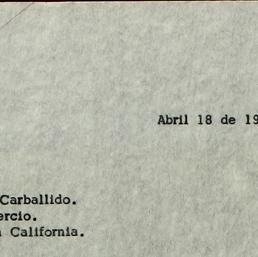 Abril 18 de 19
Carballido.
ercio.
California.